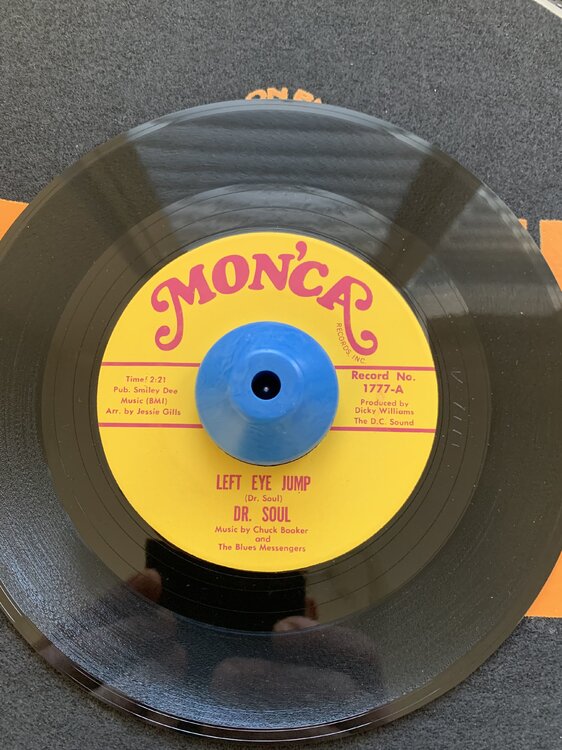 MON'CA
RECORDS, INC.
Time! 2:21
Pub. Smiley Dee
Music (BMI)
Arr. by Jessie Gills
Record No.
1777-A
Produced by
Dicky Williams
The D.C. Sound
LEFT EYE JUMP
(Dr. Soul)
DR. SOUL
Music by Chuck Booker
and
The Blues Messengers